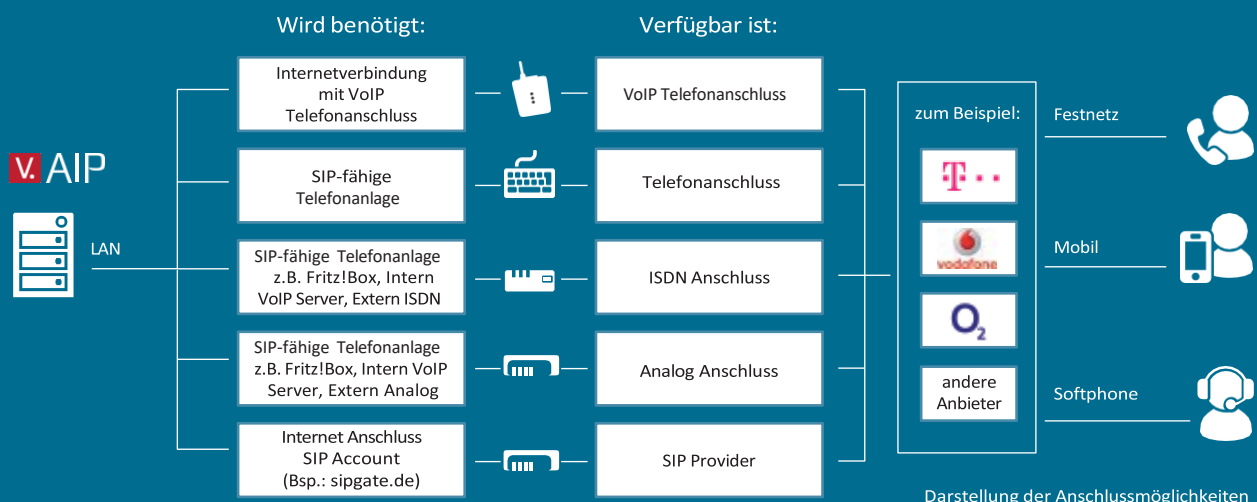 Wird benötigt:
Verfügbar ist:
V. AIP
LAN
Internetverbindung
mit VoIP
Telefonanschluss
VoIP Telefonanschluss
SIP-fähige
Telefonanlage
Telefonanschluss
SIP-fähige Telefonanlage
z.B. Fritz!Box, Intern
VoIP Server, Extern ISDN
ISDN Anschluss
SIP-fähige Telefonanlage
z.B. Fritz!Box, Intern VoIP
Server, Extern Analog
Analog Anschluss
Internet Anschluss
SIP Account
(Bsp.: sipgate.de)
SIP Provider
zum Beispiel:
T
vodafone
O2
andere
Anbieter
Festnetz
Mobil
Softphone
Darstellung der Anschlussmöglichkeiten